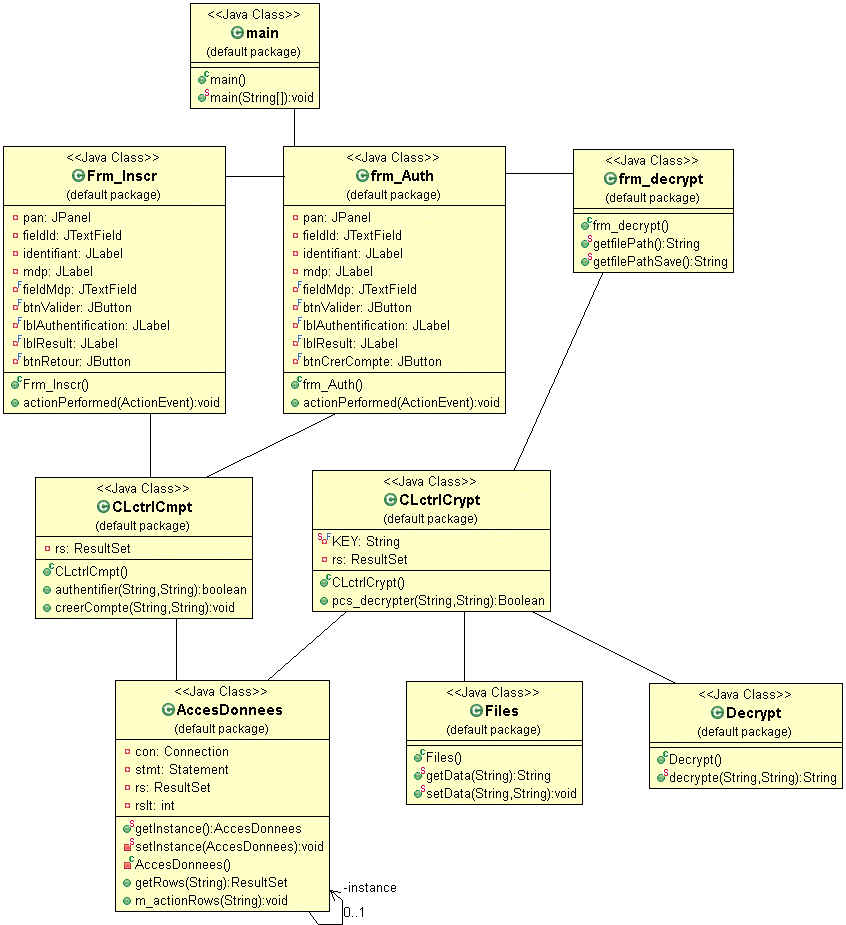 <<Java Class>>
main
(default package)
main()
main(String[]):void
<<Java Class>>
Frm_Inscr
(default package)
pan: JPanel
fieldId: JTextField
identifiant: JLabel
mdp: JLabel
fieldMdp: JTextField
btnValider: JButton
lblAuthentification: JLabel
lblResult: JLabel
btnRetour: JButton
Frm_Inscr()
actionPerformed(ActionEvent):void
<<Java Class>>
frm_Auth
(default package)
pan: JPanel
fieldId: JTextField
identifiant: JLabel
mdp: JLabel
fieldMdp: JTextField
btnValider: JButton
lblAuthentification: JLabel
lblResult: JLabel
btnCrerCompte: JButton
frm_Auth()
actionPerformed(ActionEvent):void
<<Java Class>>
frm_decrypt
(default package)
frm_decrypt()
getfilePath():String
getfilePathSave():String
<<Java Class>>
CLctrlCmpt
(default package)
rs: ResultSet
CLctrlCmpt()
authentifier(String,String):boolean
creerCompte(String,String):void
<<Java Class>>
CLctrlCrypt
(default package)
KEY: String
rs: ResultSet
CLctrlCrypt()
pcs_decrypter(String,String):Boolean
<<Java Class>>
AccesDonnees
(default package)
con: Connection
stmt: Statement
rs: ResultSet
rslt: int
getInstance():AccesDonnees
setInstance(AccesDonnees):void
AccesDonnees()
getRows(String):ResultSet
m_actionRows(String):void
-instance
0..1
<<Java Class>>
Files
(default package)
Files()
getData(String):String
setData(String,String):void
<<Java Class>>
Decrypt
(default package)
Decrypt()
decrypte(String,String):String